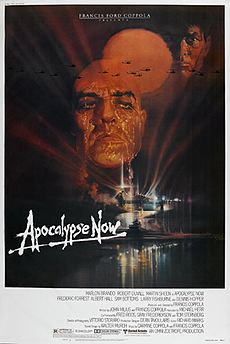 FRANCIS FORD COPPOLA
PRESENTS
Apocalypse Now
MARLON BRANDO ROBERT DUVALL MARTIN SHEEN in APOCALYPSE NOW
FREDERIC FORREST ALBERT HALL SAM BOTTOMS LARRY FISHBURNE and DENNIS HOPPER
Produced and Directed by FRANCIS COPPOLA
Written by JOHN MILIUS and FRANCIS COPPOLA Narration by MICHAEL HERR
Co-Produced by FRED ROOS, GRAY FREDERICKSON and TOM STERNBERG
Director of Photography VITTORIO STORARO Production Designer DEAN TAVOULARIS Editor RICHARD MARKS
Sound Design by WALTER MURCH Music by CARMINE COPPOLA and FRANCIS COPPOLA
AN OMNI ZOETROPE PRODUCTION
United Artists